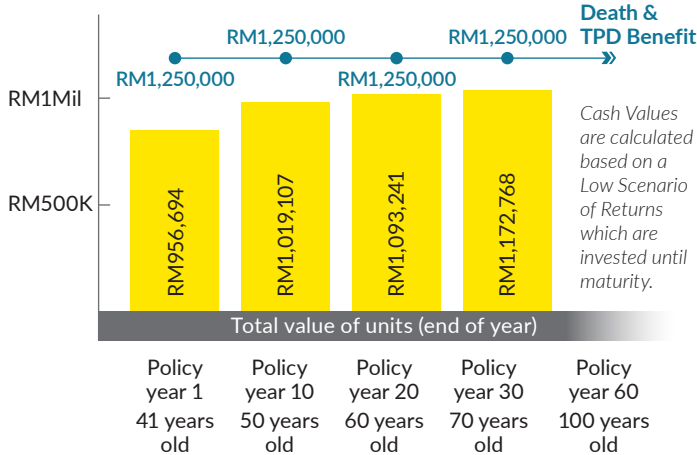 Death &
TPD Benefit
RM1,250,000
RM1,250,000
RM1,250,000
RM1,250,000
RM1Mil
RM500K
RM956,694
RM1,019,107
RM1,093,241
RM1,172,768
Cash Values
are calculated
based on a
Low Scenario
of Returns
which are
invested until
maturity.
Total value of units (end of year)
Policy
year 1
41 years
old
Policy
year 10
50 years
old
Policy
year 20
60 years
old
Policy
year 30
70 years
old
Policy
year 60
100 years
old